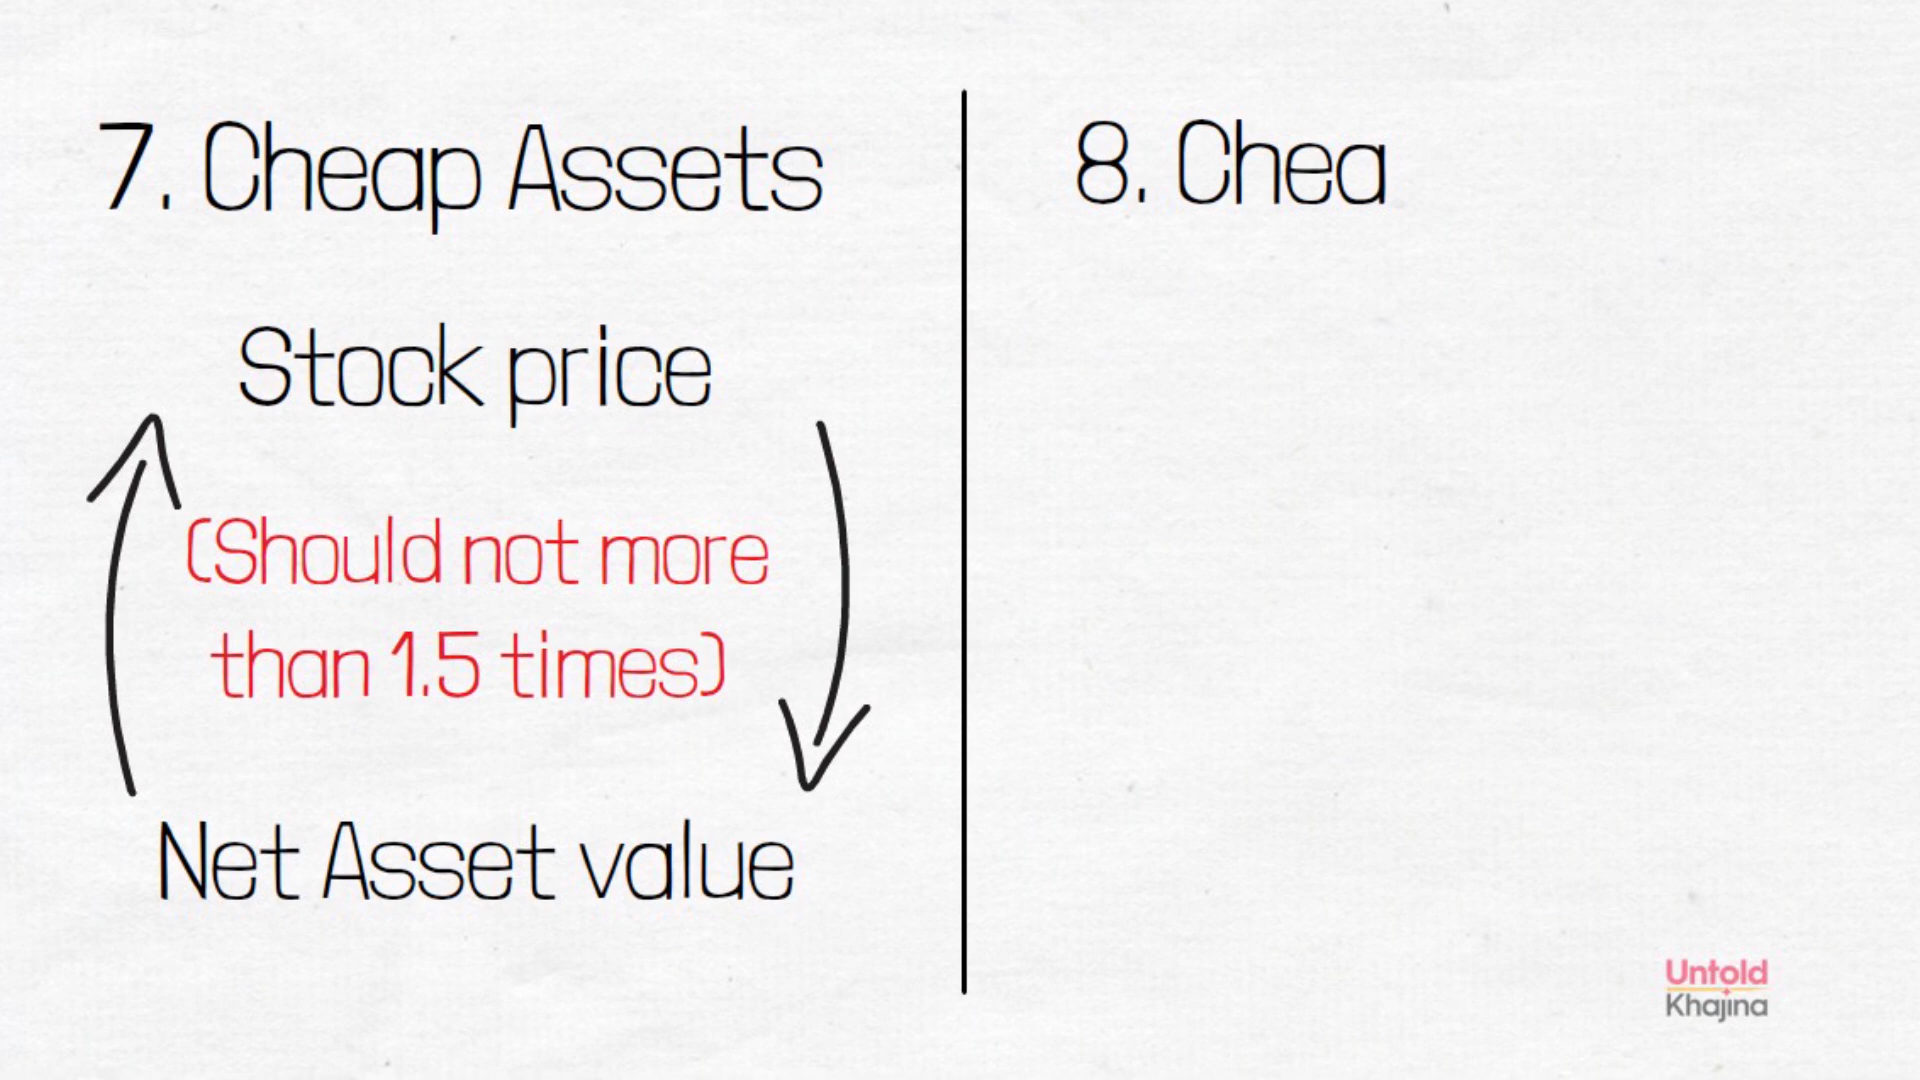 7. Cheap Assets
Stock price
(Should not more
than 1.5 times)
Net Asset value
8. Chea
Untold
Khajina